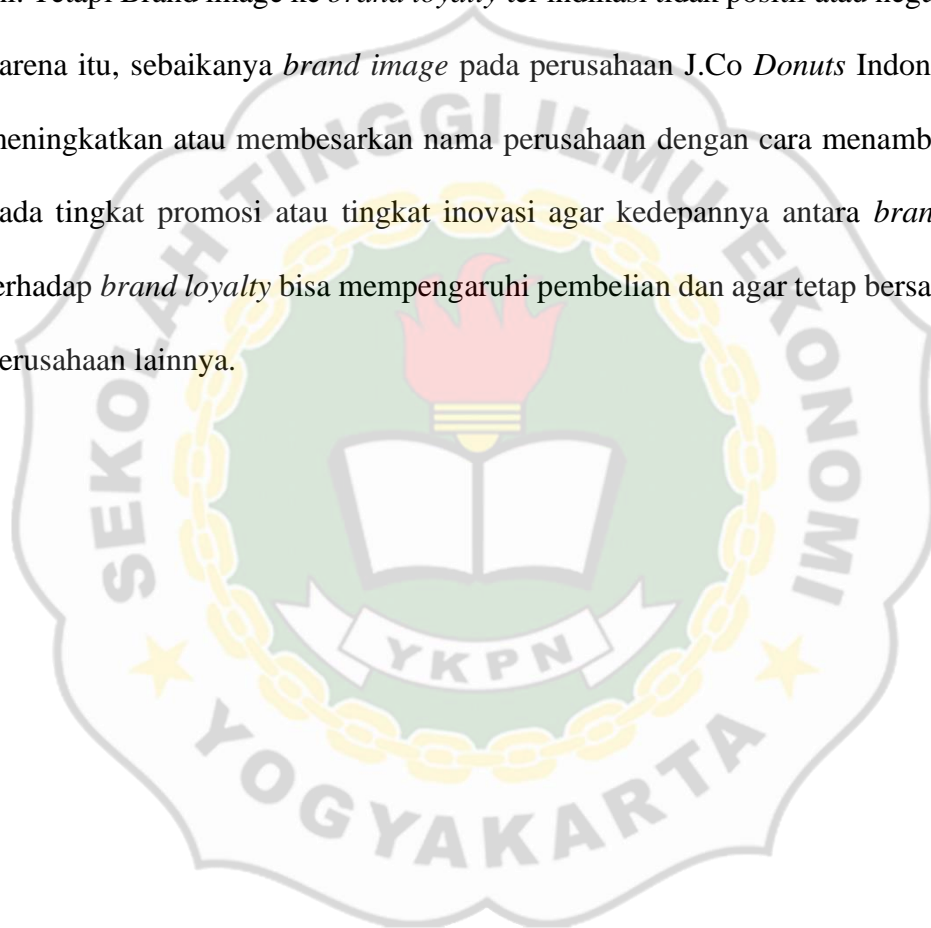 Tetapi Brand image ke brand loyalty ter indikasi tidak positif atau nega
arena itu, sebaikanya brand image pada perusahaan J.Co Donuts Indon
meningkatkan atau membesarkan nama perusahaan dengan cara menamb
ada tingkat promosi atau tingkat inovasi agar kedepannya antara bran
erhadap brand loyalty bisa mempengaruhi pembelian dan agar tetap bersa
erusahaan lainnya.
SEKOLAH TINGGI ILMU EKONOMI
YKPN
YOGYAKARTA